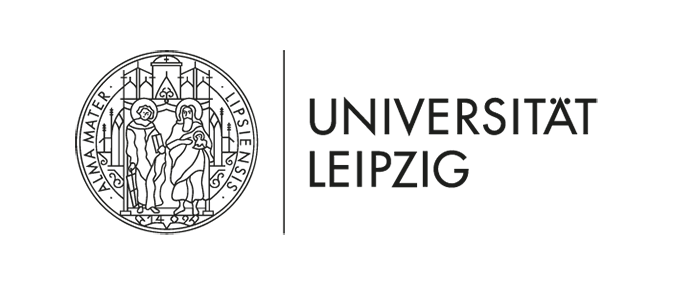 ALMA MATER · LIPSIENSIS ·
1409
UNIVERSITÄT
LEIPZIG